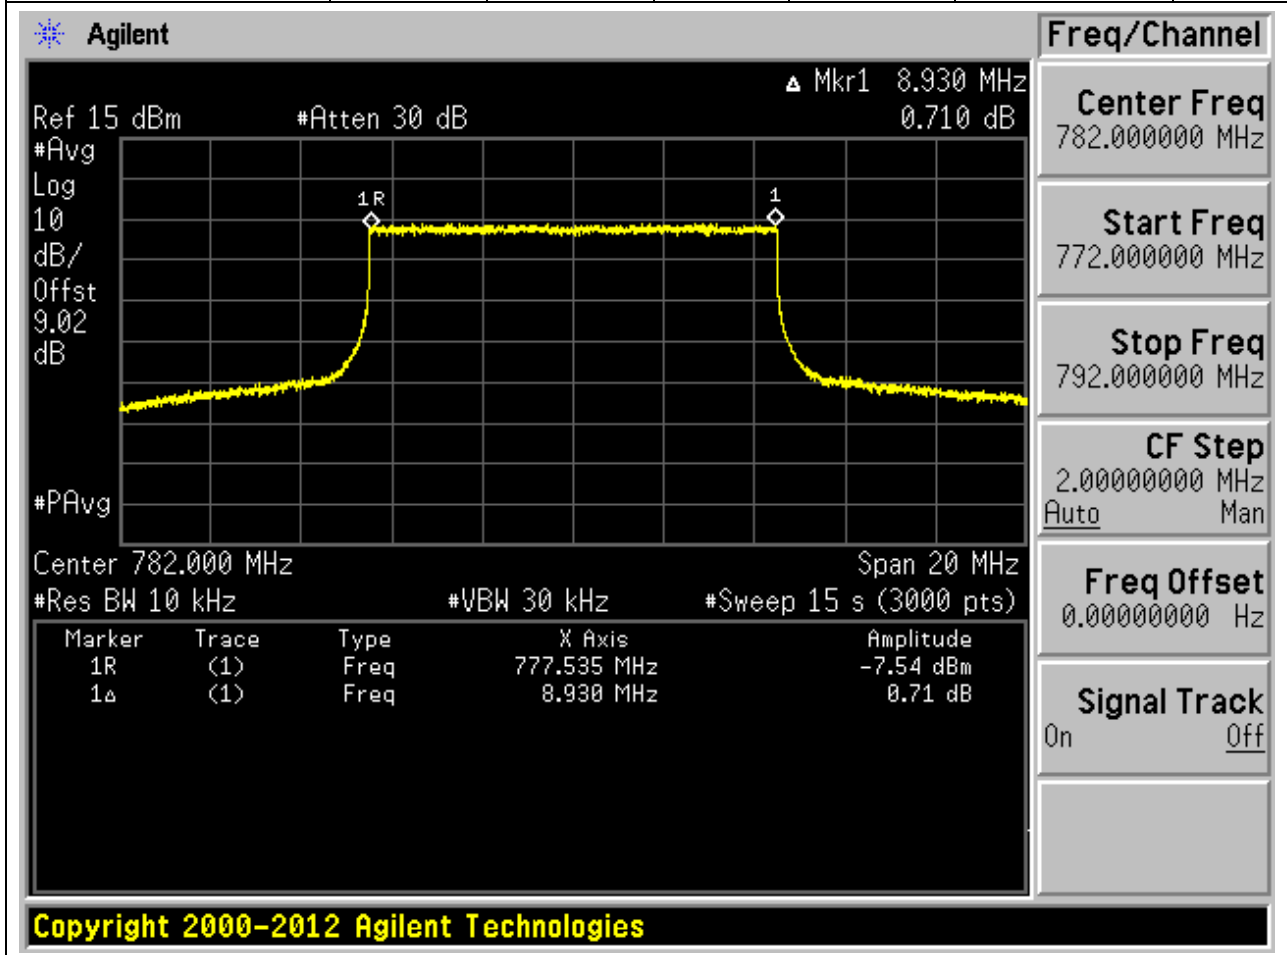 Agilent
Freq/Channel
Δ Mkr1 8.930 MHz
Ref 15 dBm #Atten 30 dB 0.710 dB
#Avg
Log
10
dB/
Offst
9.02
dB
1R
1
#PAvg
Center 782.000 MHz Span 20 MHz
#Res BW 10 kHz #VBW 30 kHz #Sweep 15 s (3000 pts)
Marker Trace Type X Axis Amplitude
1R (1) Freq 777.535 MHz -7.54 dBm
1Δ (1) Freq 8.930 MHz 0.71 dB
Center Freq
782.000000 MHz
Start Freq
772.000000 MHz
Stop Freq
792.000000 MHz
CF Step
2.00000000 MHz
Auto Man
Freq Offset
0.00000000 Hz
Signal Track
On Off
Copyright 2000-2012 Agilent Technologies